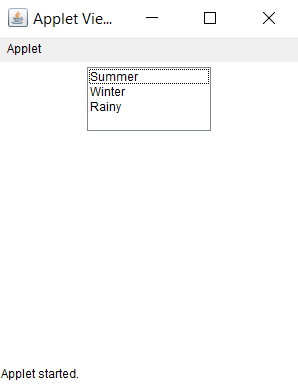 Applet Vie...
Applet
Summer
Winter
Rainy
Applet started.